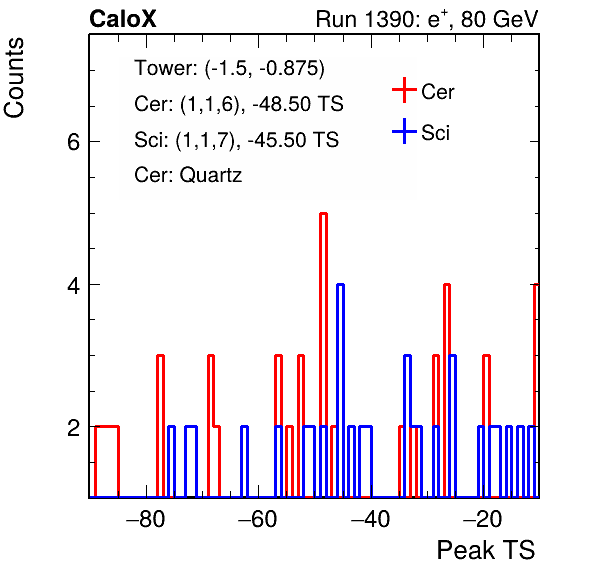 CaloX Run 1390: e+, 80 GeV
Counts
Tower: (-1.5, -0.875)
Cer: (1,1,6), -48.50 TS
Sci: (1,1,7), -45.50 TS
Cer: Quartz
Cer
Sci
6
4
2
−80 −60 −40 −20
Peak TS